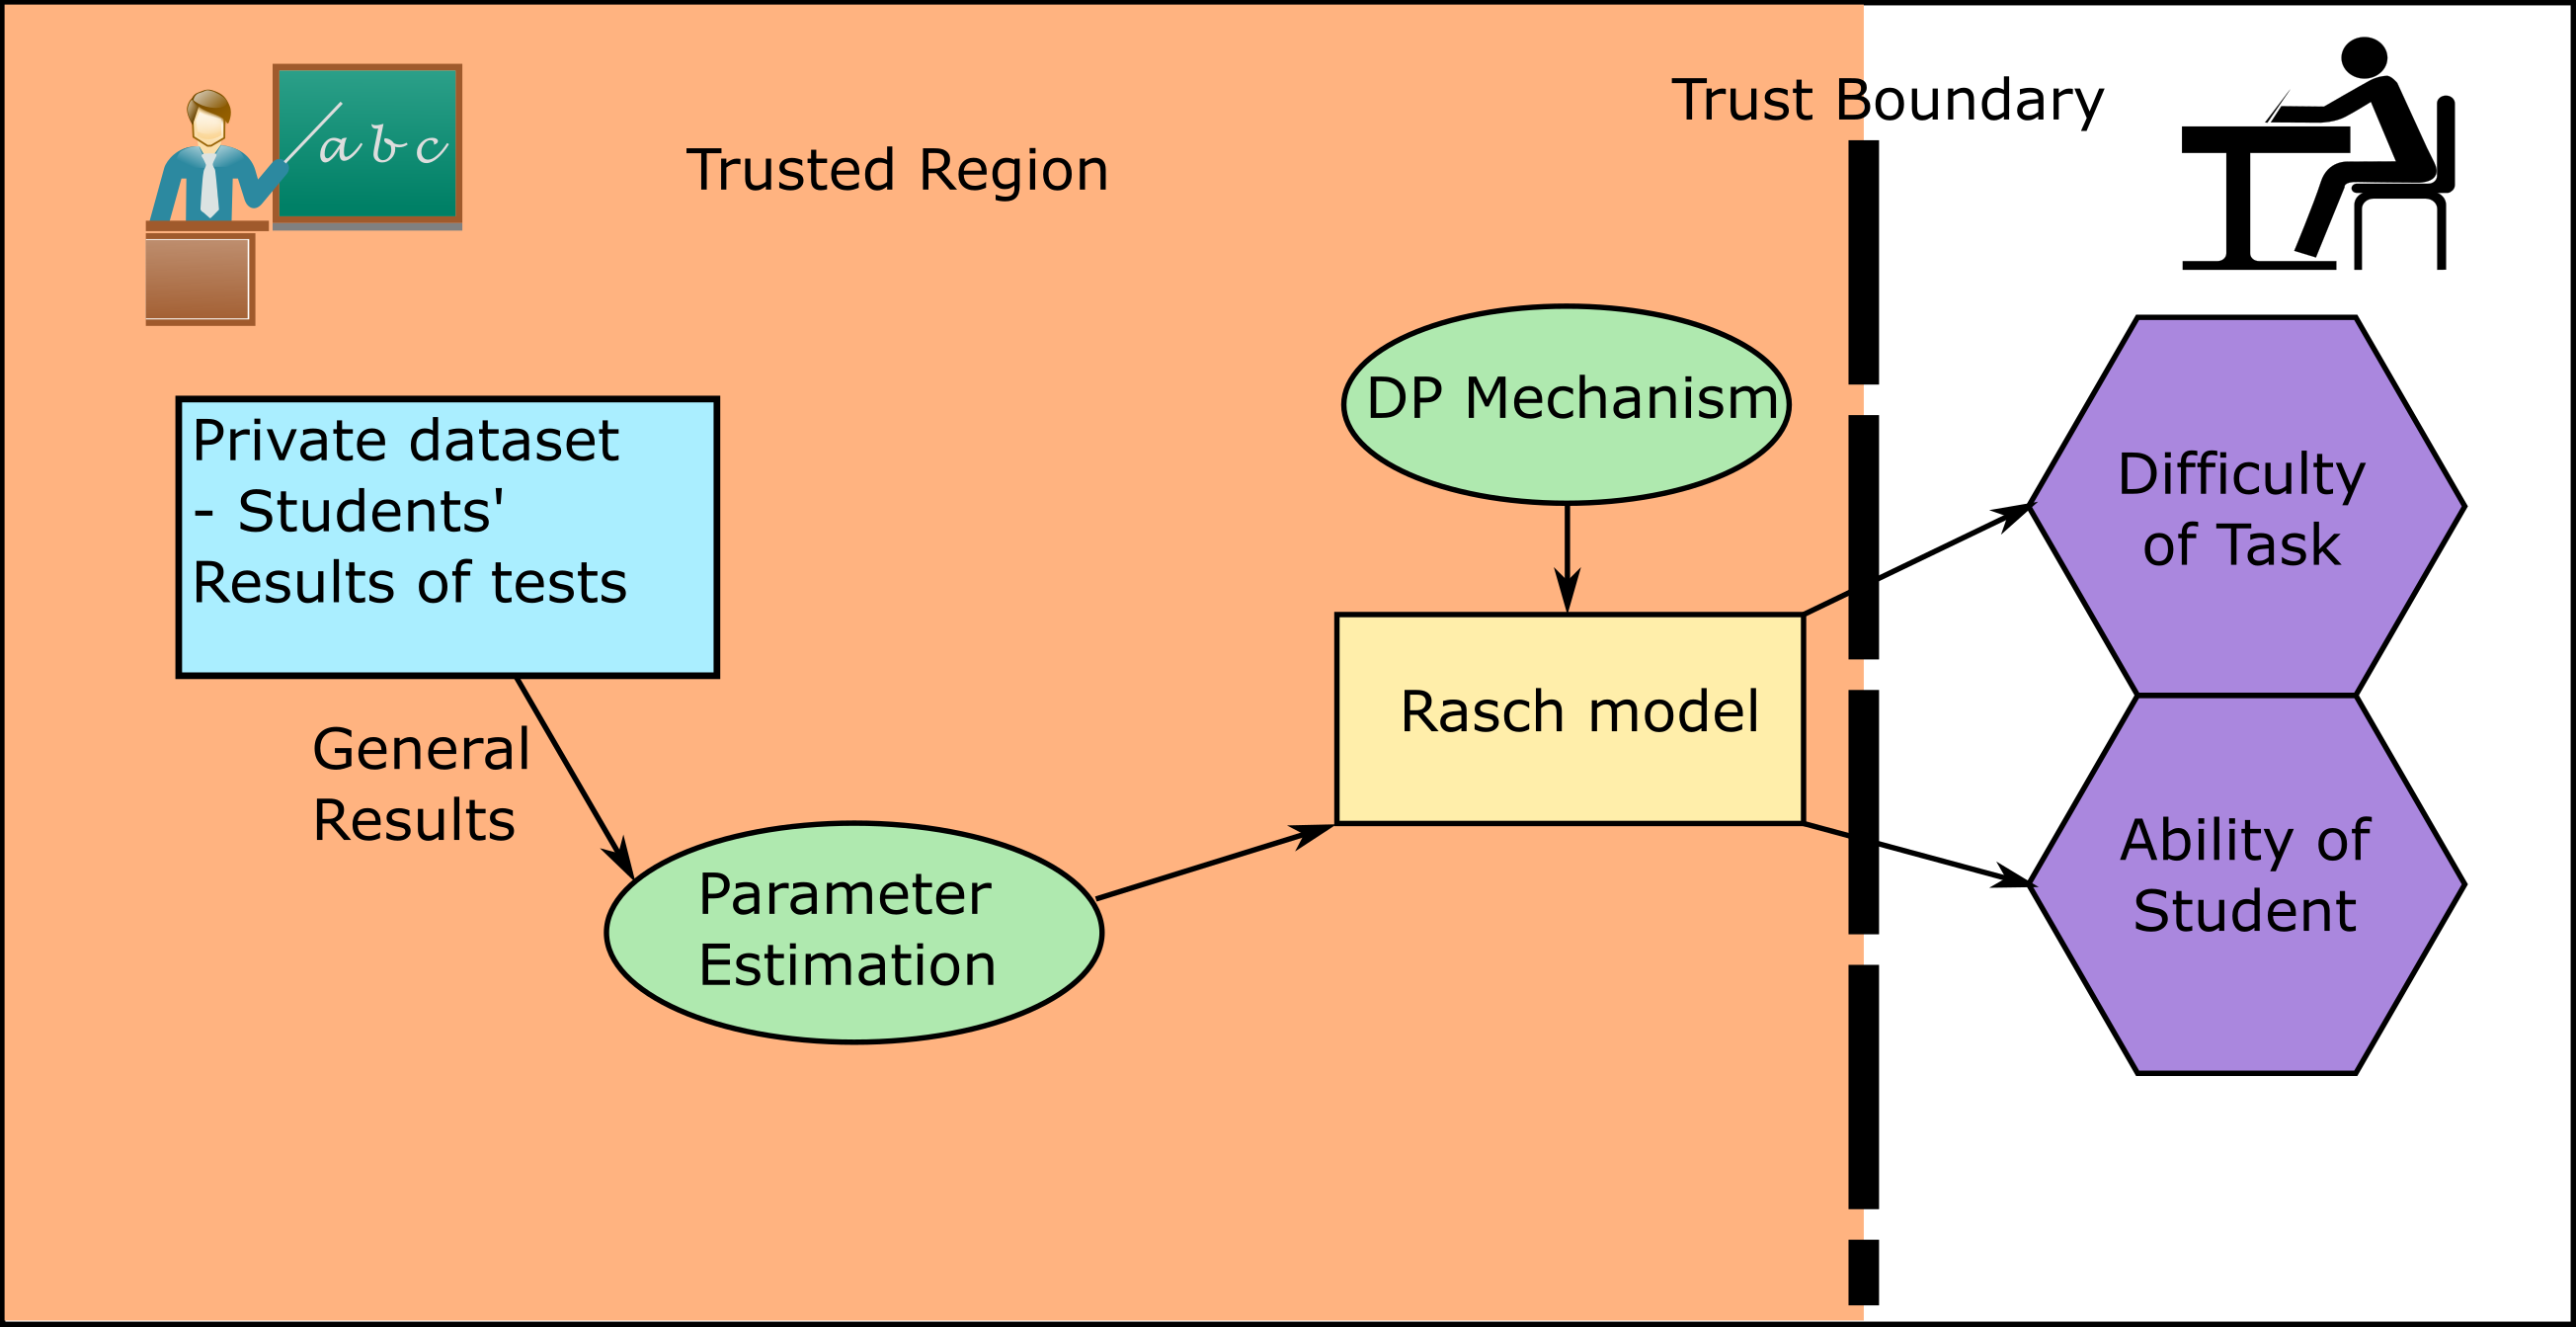 abc
Trusted Region
Trust Boundary
Private dataset
- Students'
Results of tests
General
Results
Parameter
Estimation
DP Mechanism
Rasch model
Difficulty
of Task
Ability of
Student